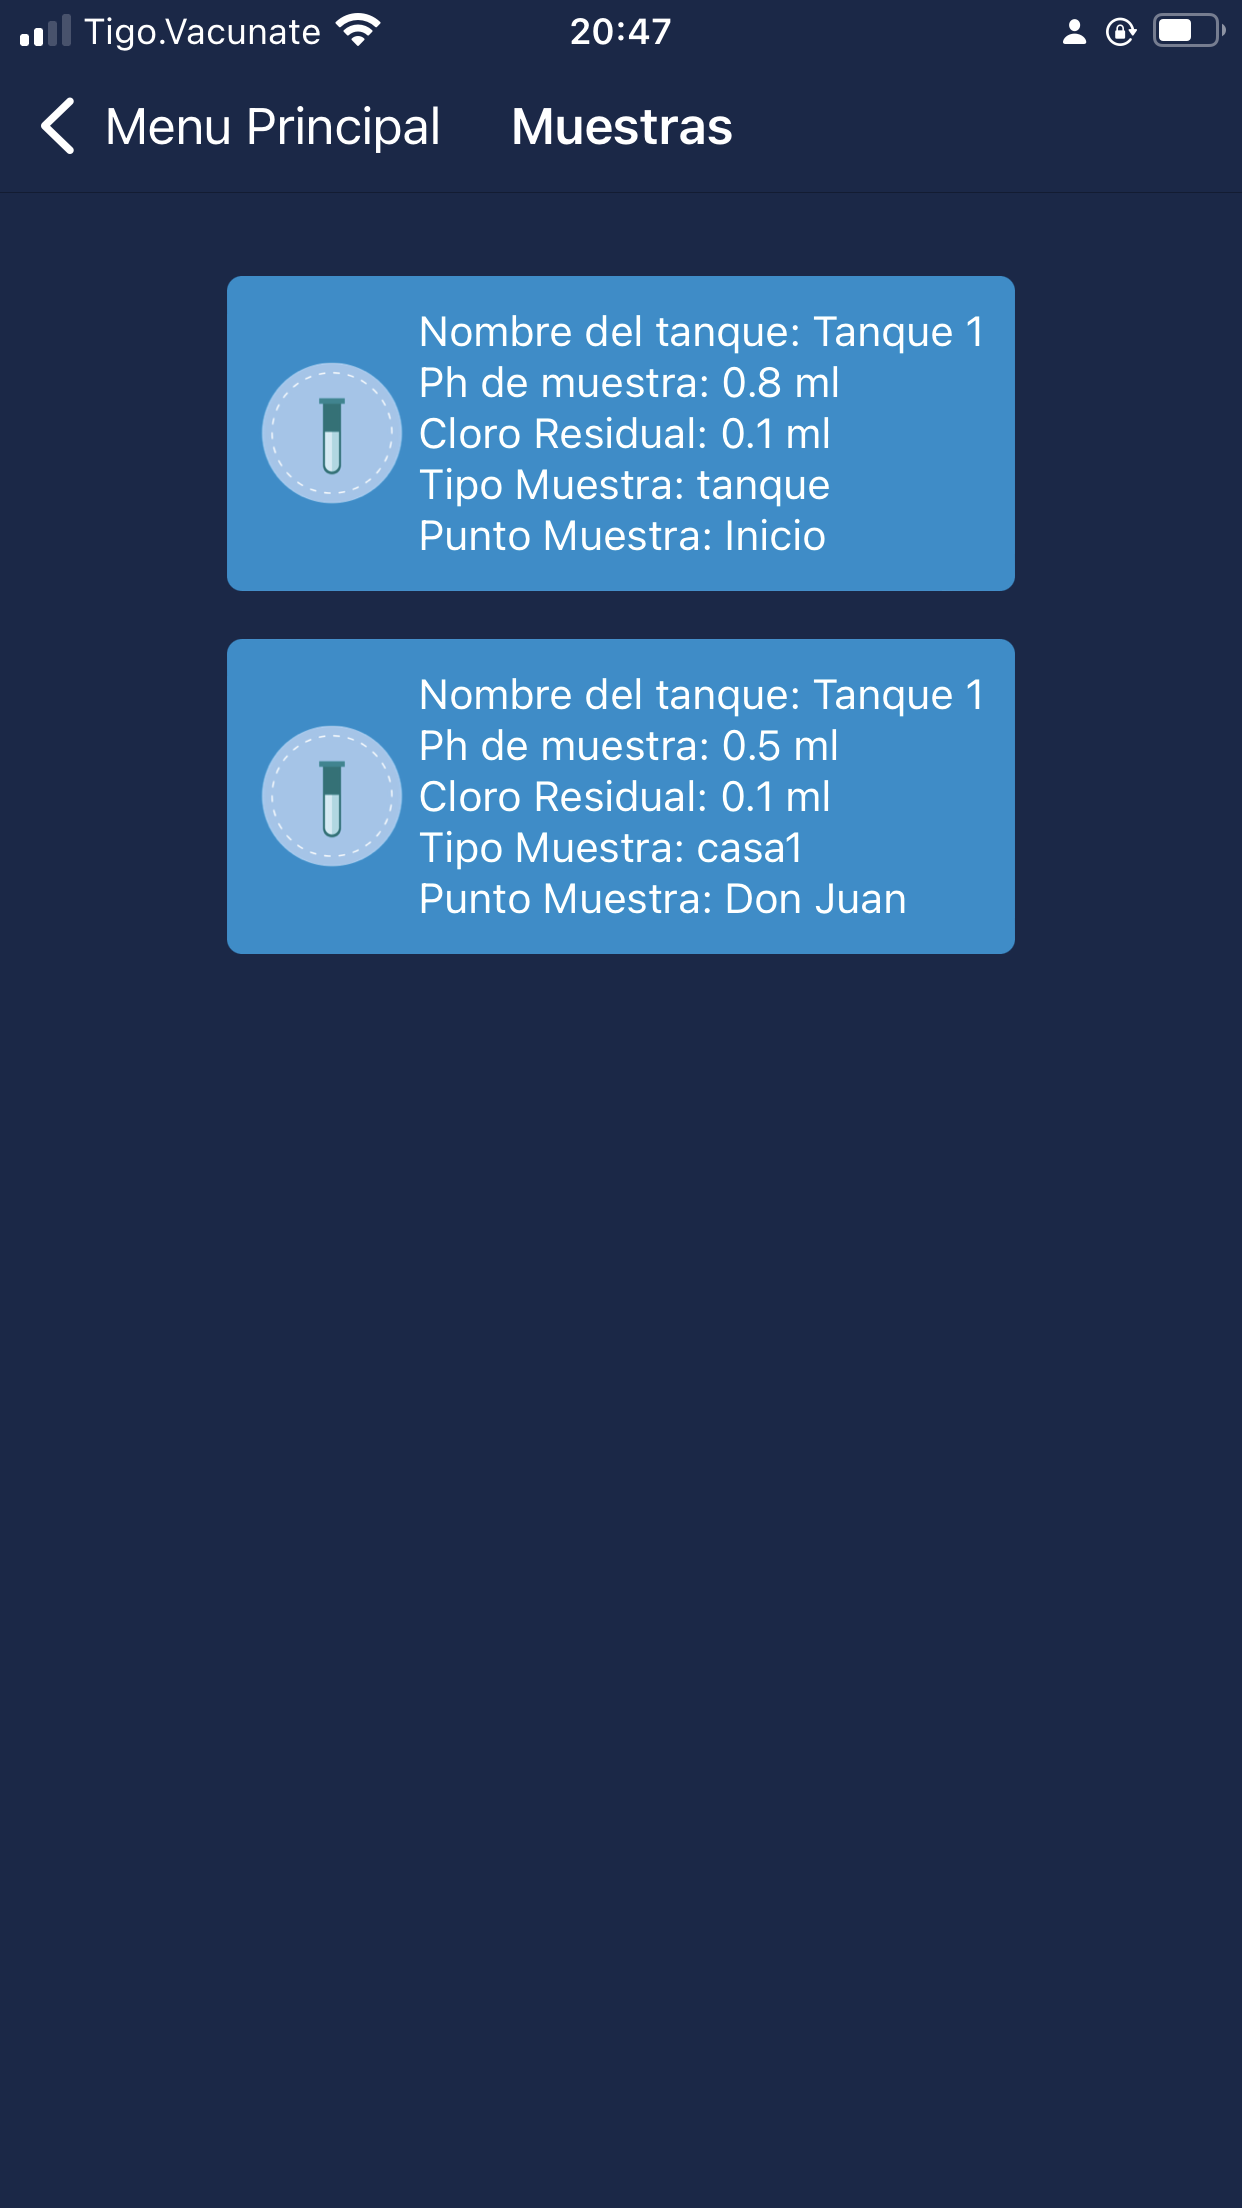 Tigo.Vacunate 20:47
Menu Principal Muestras
Nombre del tanque: Tanque 1
Ph de muestra: 0.8 ml
Cloro Residual: 0.1 ml
Tipo Muestra: tanque
Punto Muestra: Inicio
Nombre del tanque: Tanque 1
Ph de muestra: 0.5 ml
Cloro Residual: 0.1 ml
Tipo Muestra: casa1
Punto Muestra: Don Juan